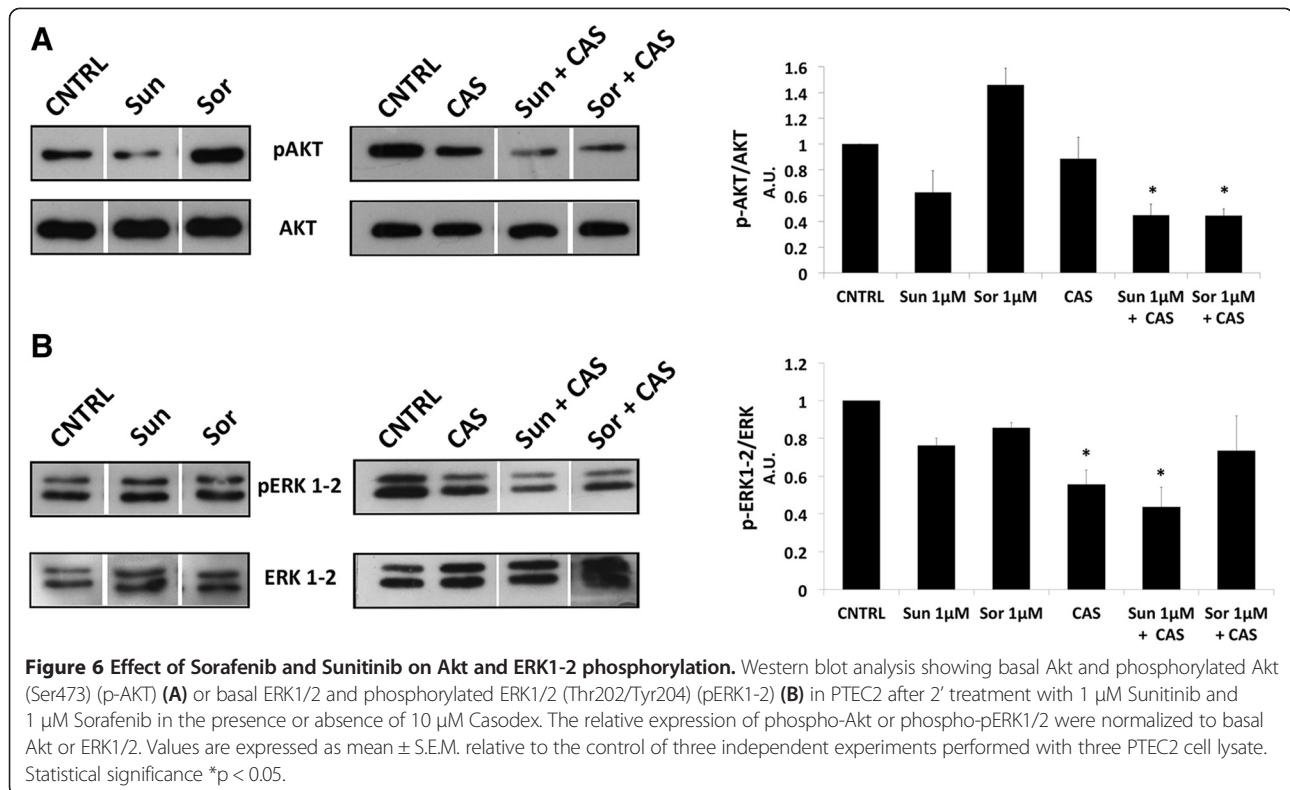 A
CNTRL Sun Sor
CNTRL CAS Sun + CAS Sor + CAS
pAKT
AKT
p-AKT/AKT
A.U.
1.6
1.4
1.2
1
0.8
0.6
0.4
0.2
0
* *
CNTRL Sun 1µM Sor 1µM CAS Sun 1µM + CAS Sor 1µM + CAS
B
CNTRL Sun Sor
CNTRL CAS Sun + CAS Sor + CAS
pERK 1-2
ERK 1-2
p-ERK1-2/ERK
A.U.
1.2
1
0.8
0.6
0.4
0.2
0
* *
CNTRL Sun 1µM Sor 1µM CAS Sun 1µM + CAS Sor 1µM + CAS
Figure 6 Effect of Sorafenib and Sunitinib on Akt and ERK1-2 phosphorylation. Western blot analysis showing basal Akt and phosphorylated Akt
(Ser473) (p-AKT) (A) or basal ERK1/2 and phosphorylated ERK1/2 (Thr202/Tyr204) (pERK1-2) (B) in PTEC2 after 2’ treatment with 1 µM Sunitinib and
1 µM Sorafenib in the presence or absence of 10 µM Casodex. The relative expression of phospho-Akt or phospho-pERK1/2 were normalized to basal
Akt or ERK1/2. Values are expressed as mean ± S.E.M. relative to the control of three independent experiments performed with three PTEC2 cell lysate.
Statistical significance *p < 0.05.